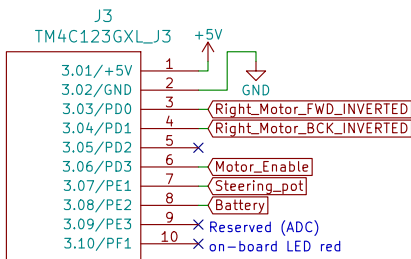 J3
TM4C123GXL_J3
+5V
3.01/+5V 1
3.02/GND 2
GND
3.03/PD0 3 Right_Motor_FWD_INVERTED
3.04/PD1 4 Right_Motor_BCK_INVERTED
3.05/PD2 5
3.06/PD3 6 Motor_Enable
3.07/PE1 7 Steering_pot
3.08/PE2 8 Battery
3.09/PE3 9 Reserved (ADC)
3.10/PF1 10 on-board LED red